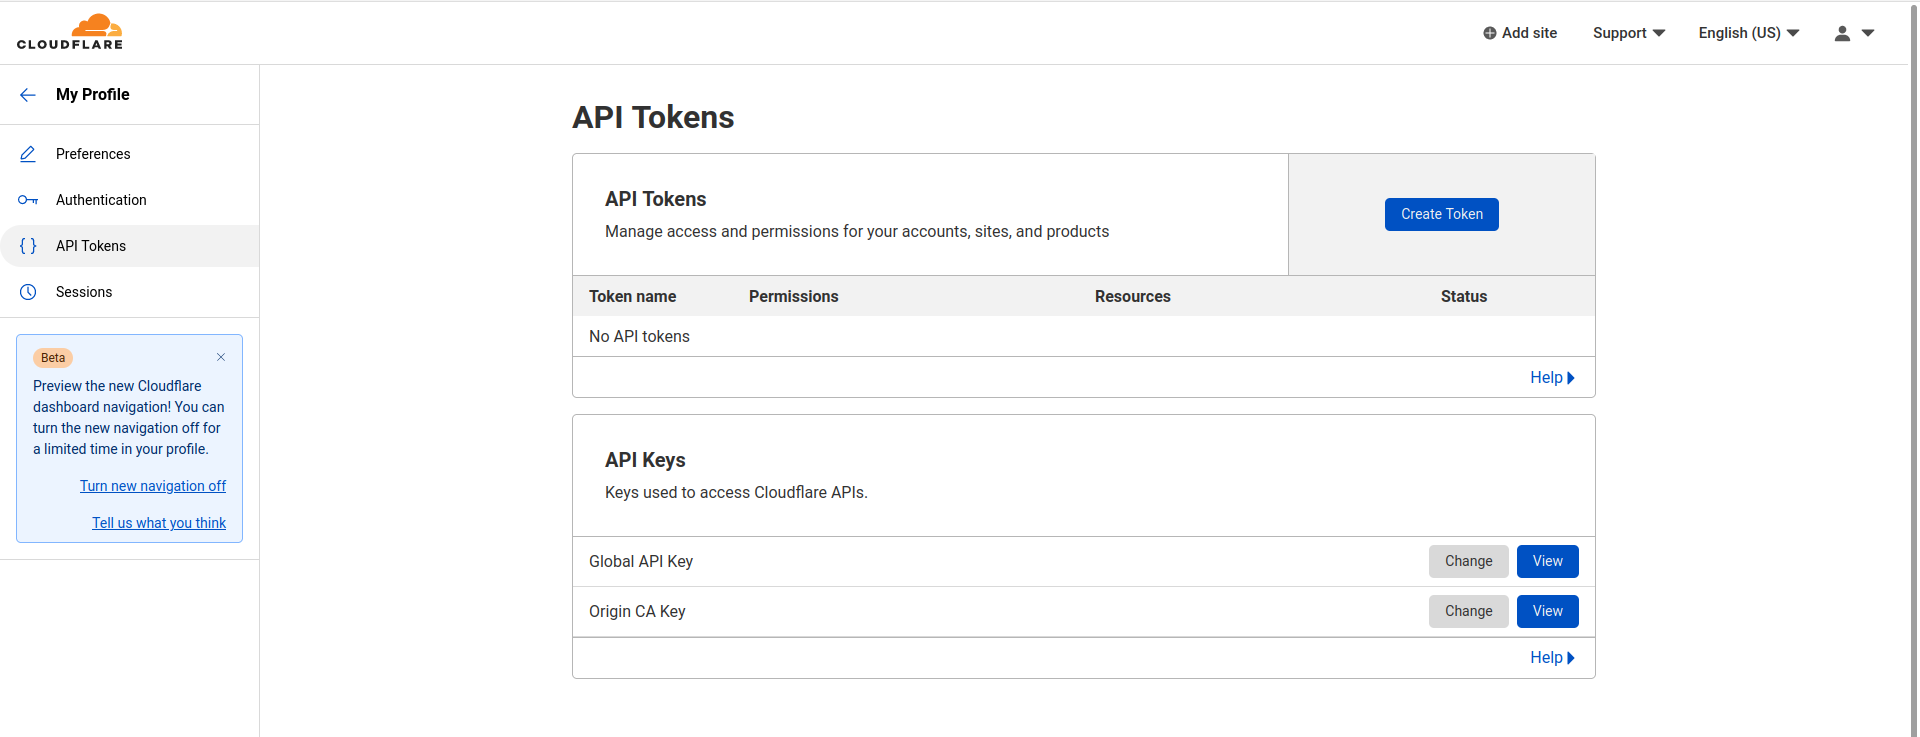 CLOUDFLARE
Add site
Support
English (US)
My Profile
Preferences
Authentication
API Tokens
Sessions
Beta
Preview the new Cloudflare
dashboard navigation! You can
turn the new navigation off for
a limited time in your profile.
Turn new navigation off
Tell us what you think
API Tokens
API Tokens
Manage access and permissions for your accounts, sites, and products
Create Token
Token name Permissions Resources Status
No API tokens
Help
API Keys
Keys used to access Cloudflare APIs.
Global API Key Change View
Origin CA Key Change View
Help